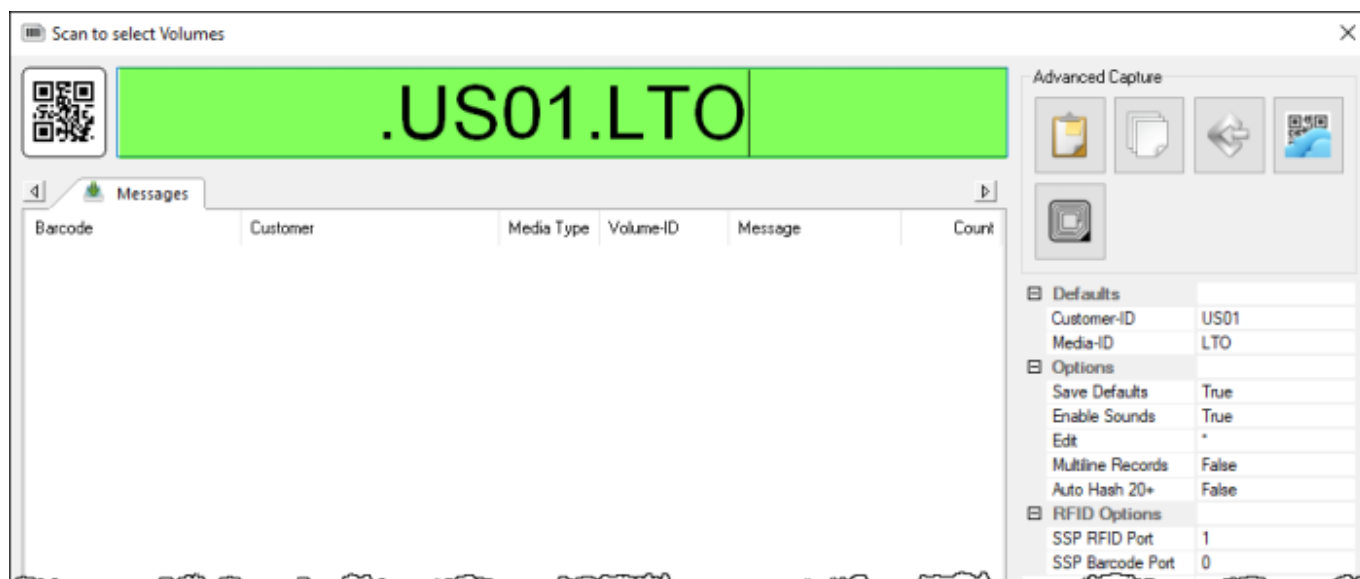 Scan to select Volumes
.US01.LTO
Messages
Barcode Customer Media Type Volume-ID Message Count
Advanced Capture
Defaults
Customer-ID US01
Media-ID LTO
Options
Save Defaults True
Enable Sounds True
Edit *
Multiline Records False
Auto Hash 20+ False
RFID Options
SSP RFID Port 1
SSP Barcode Port 0